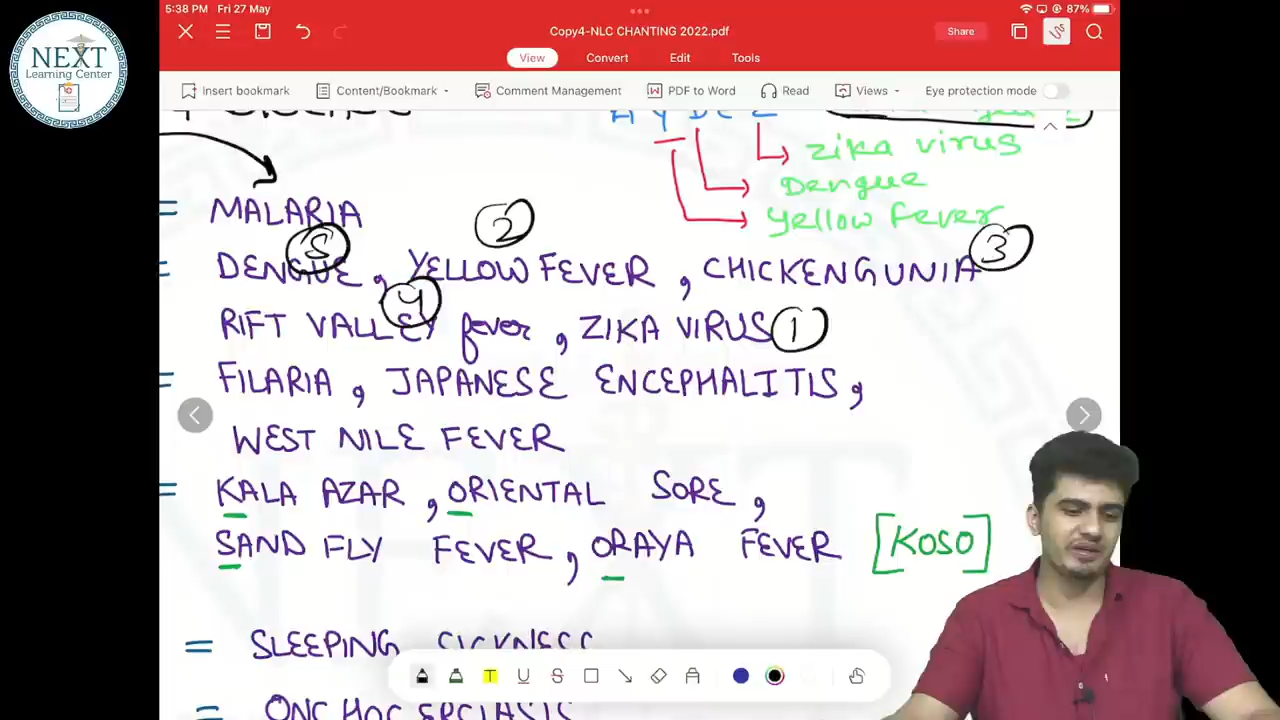 5:38 PM Fri 27 May
87%
NEXT
Learning Center
Copy4-NLC CHANTING 2022.pdf
Share
View Convert Edit Tools
Insert bookmark Content/Bookmark Comment Management PDF to Word Read Views Eye protection mode
Zika virus
Dengue
Yellow fever
= MALARIA
= DENGUE, YELLOW FEVER, CHICKENGUNIA
5 2 3
RIFT VALLEY fever, ZIKA VIRUS
4 1
= FILARIA, JAPANESE ENCEPHALITIS,
WEST NILE FEVER
= KALA AZAR, ORIENTAL SORE,
SAND FLY FEVER, ORAYA FEVER [KOSO]
= SLEEPING SICKNESS
= ONCHOCERCIASIS